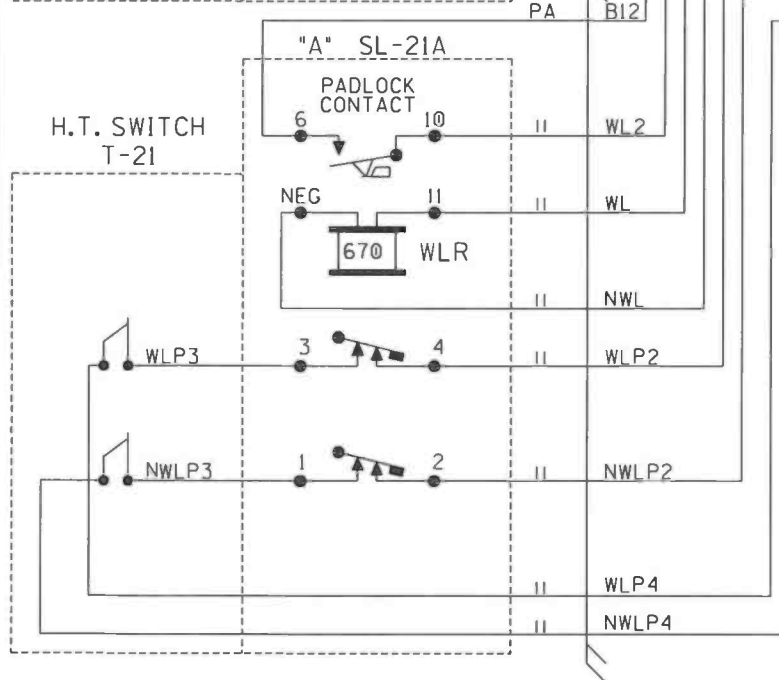 PA B12
"A" SL-21A
PADLOCK
CONTACT
H.T. SWITCH
T-21
6 10 11 WL2
NEG 11 11 WL
670 WLR
11 NWL
WLP3 3 4 11 WLP2
NWLP3 1 2 11 NWLP2
11 WLP4
11 NWLP4